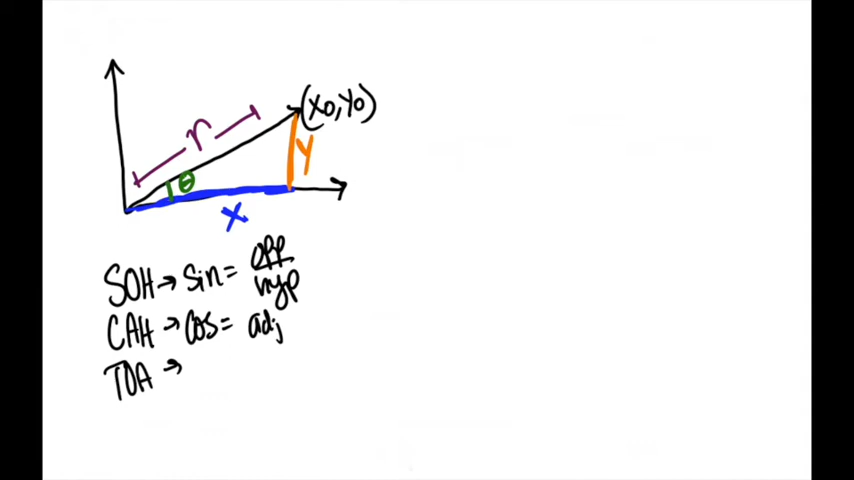 (x0,y0)
r
θ
y
x
SOH → Sin = opp
hyp
CAH → Cos = adj
TOA →